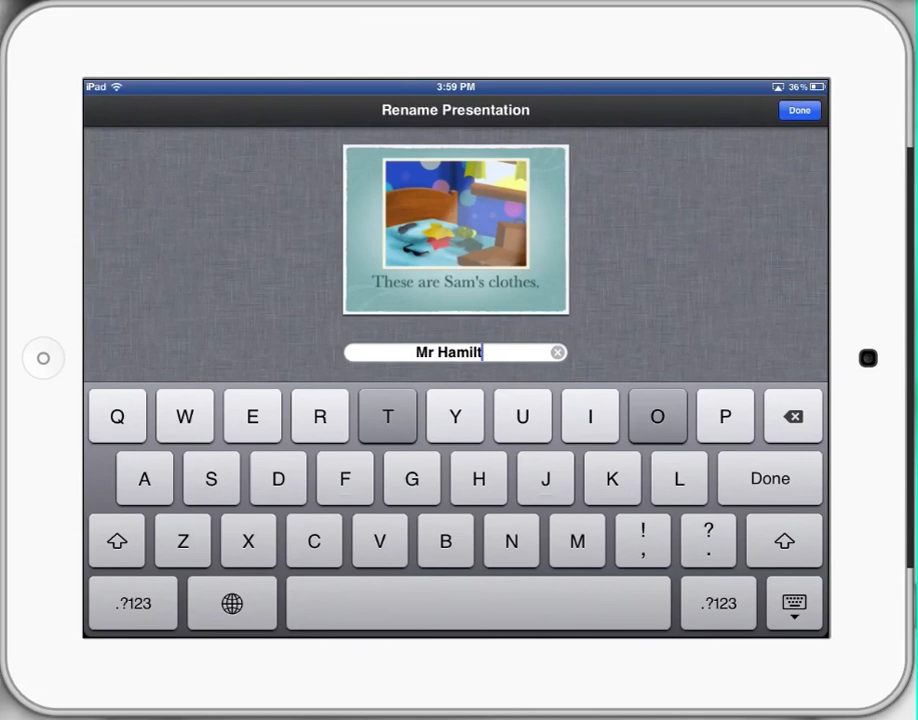 iPad 3:59 PM 36%
Rename Presentation Done
These are Sam's clothes.
Mr Hamilt
Q W E R T Y U I O P
A S D F G H J K L Done
Z X C V B N M ! , ? .
.?123 .?123